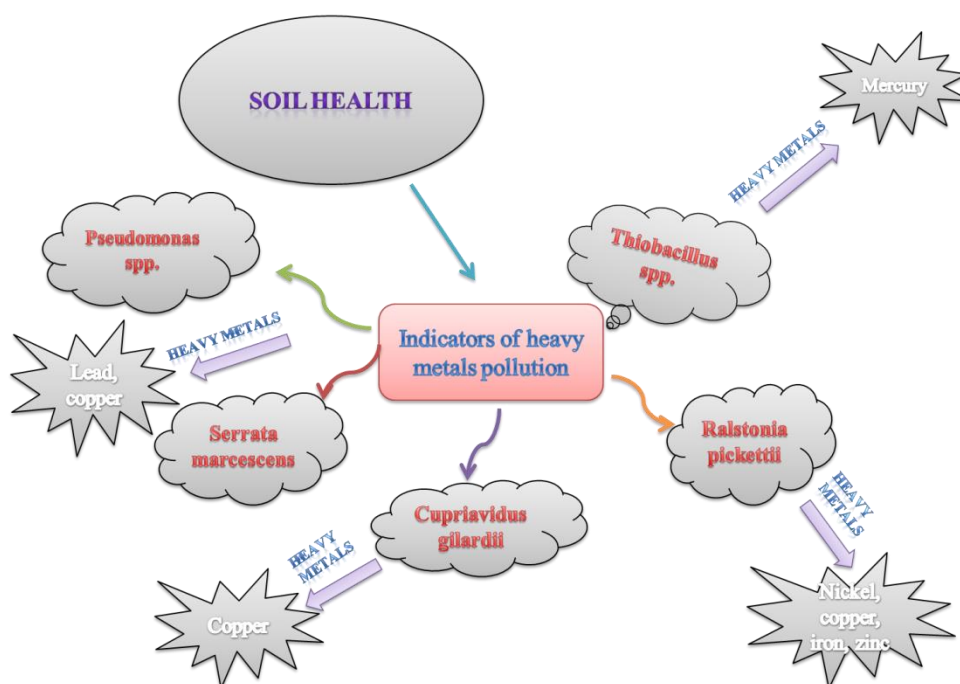 SOIL HEALTH
Mercury
HEAVY METALS
Thiobacillus
spp.
Pseudomonas
spp.
HEAVY METALS
Lead,
copper
Indicators of heavy
metals pollution
Serrata
marcescens
Ralstonia
pickettii
Cupriavidus
gilardii
HEAVY
METALS
Copper
HEAVY
METALS
Nickel,
copper,
iron, zinc